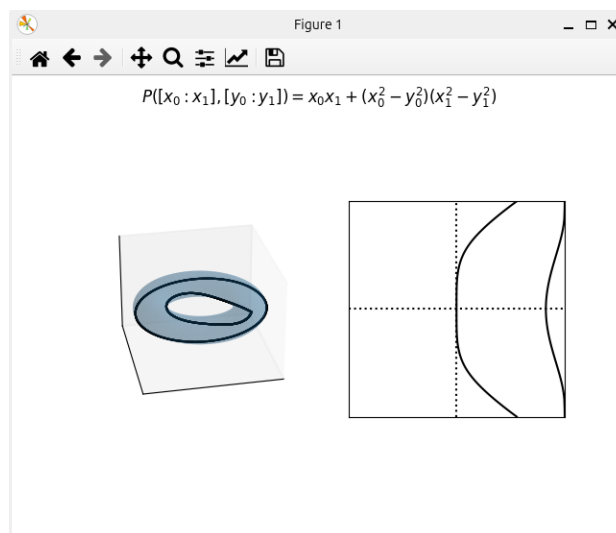 Figure 1
P([x₀ : x₁], [y₀ : y₁]) = x₀x₁ + (x₀² − y₀²)(x₁² − y₁²)